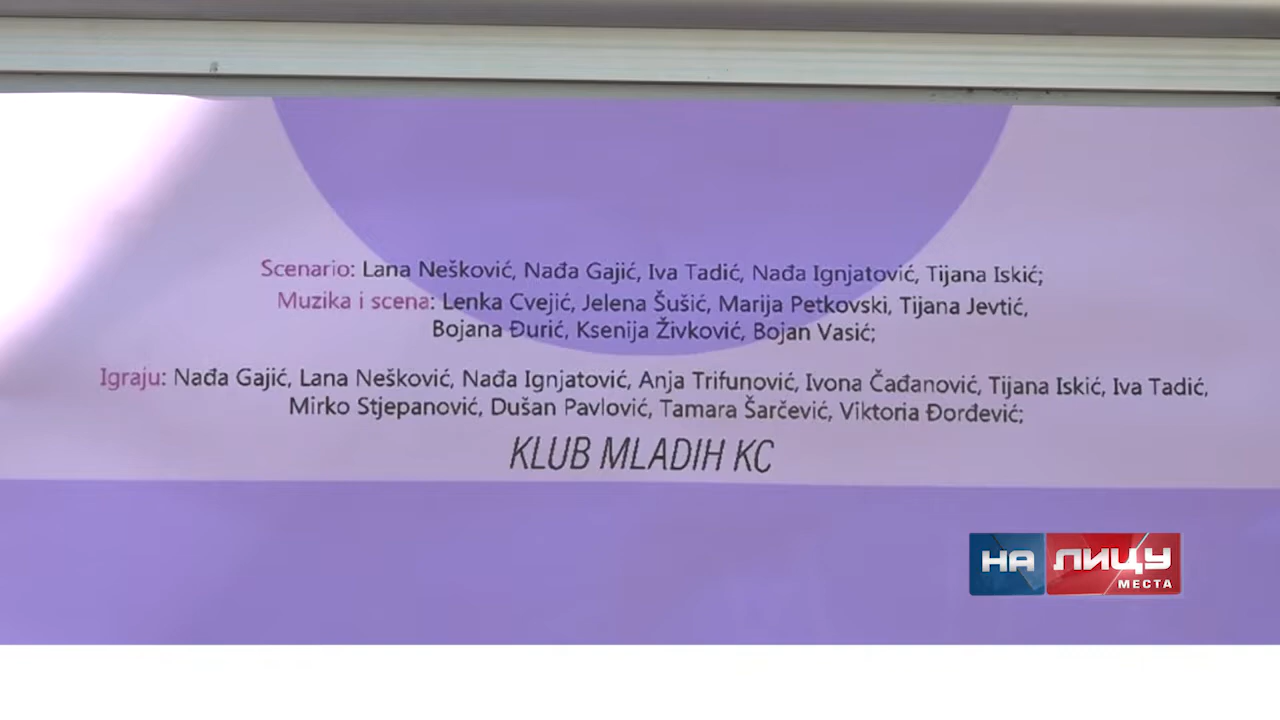 Scenario: Lana Nešković, Nađa Gajić, Iva Tadić, Nađa Ignjatović, Tijana Iskić;
Muzika i scena: Lenka Cvejić, Jelena Šušić, Marija Petkovski, Tijana Jevtić,
Bojana Đurić, Ksenija Živković, Bojan Vasić;
Igraju: Nađa Gajić, Lana Nešković, Nađa Ignjatović, Anja Trifunović, Ivona Čađanović, Tijana Iskić, Iva Tadić,
Mirko Stjepanović, Dušan Pavlović, Tamara Šarčević, Viktoria Đorđević;
KLUB MLADIH KC
НА ЛИЦУ
МЕСТА